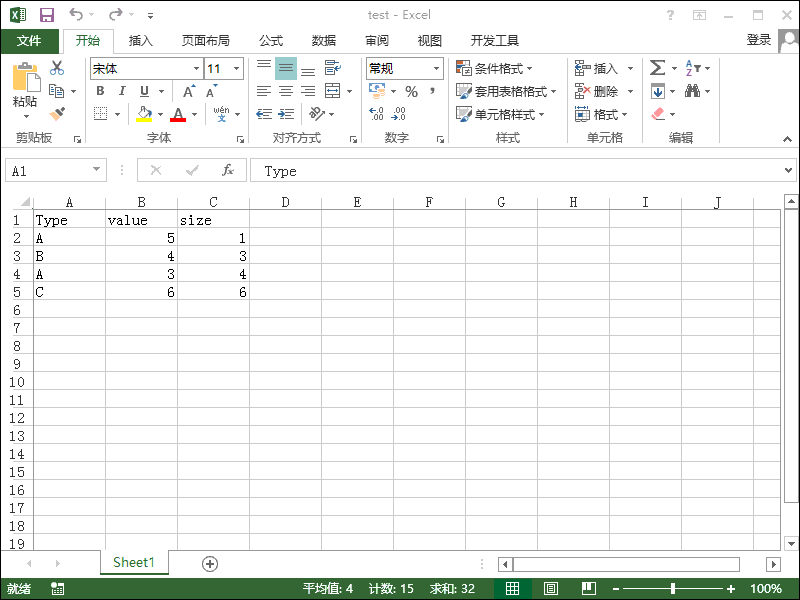 test - Excel
文件 开始 插入 页面布局 公式 数据 审阅 视图 开发工具 登录
宋体 11 常规 条件格式 插入
粘贴 B I U A A % , 套用表格格式 删除
A wén 文 .00 单元格样式 格式
剪贴板 字体 对齐方式 数字 样式 单元格 编辑
A1 fx Type
A B C D E F G H I J
1 Type value size
2 A 5 1
3 B 4 3
4 A 3 4
5 C 6 6
6
7
8
9
10
11
12
13
14
15
16
17
18
19
Sheet1
就绪 平均值: 4 计数: 15 求和: 32 100%